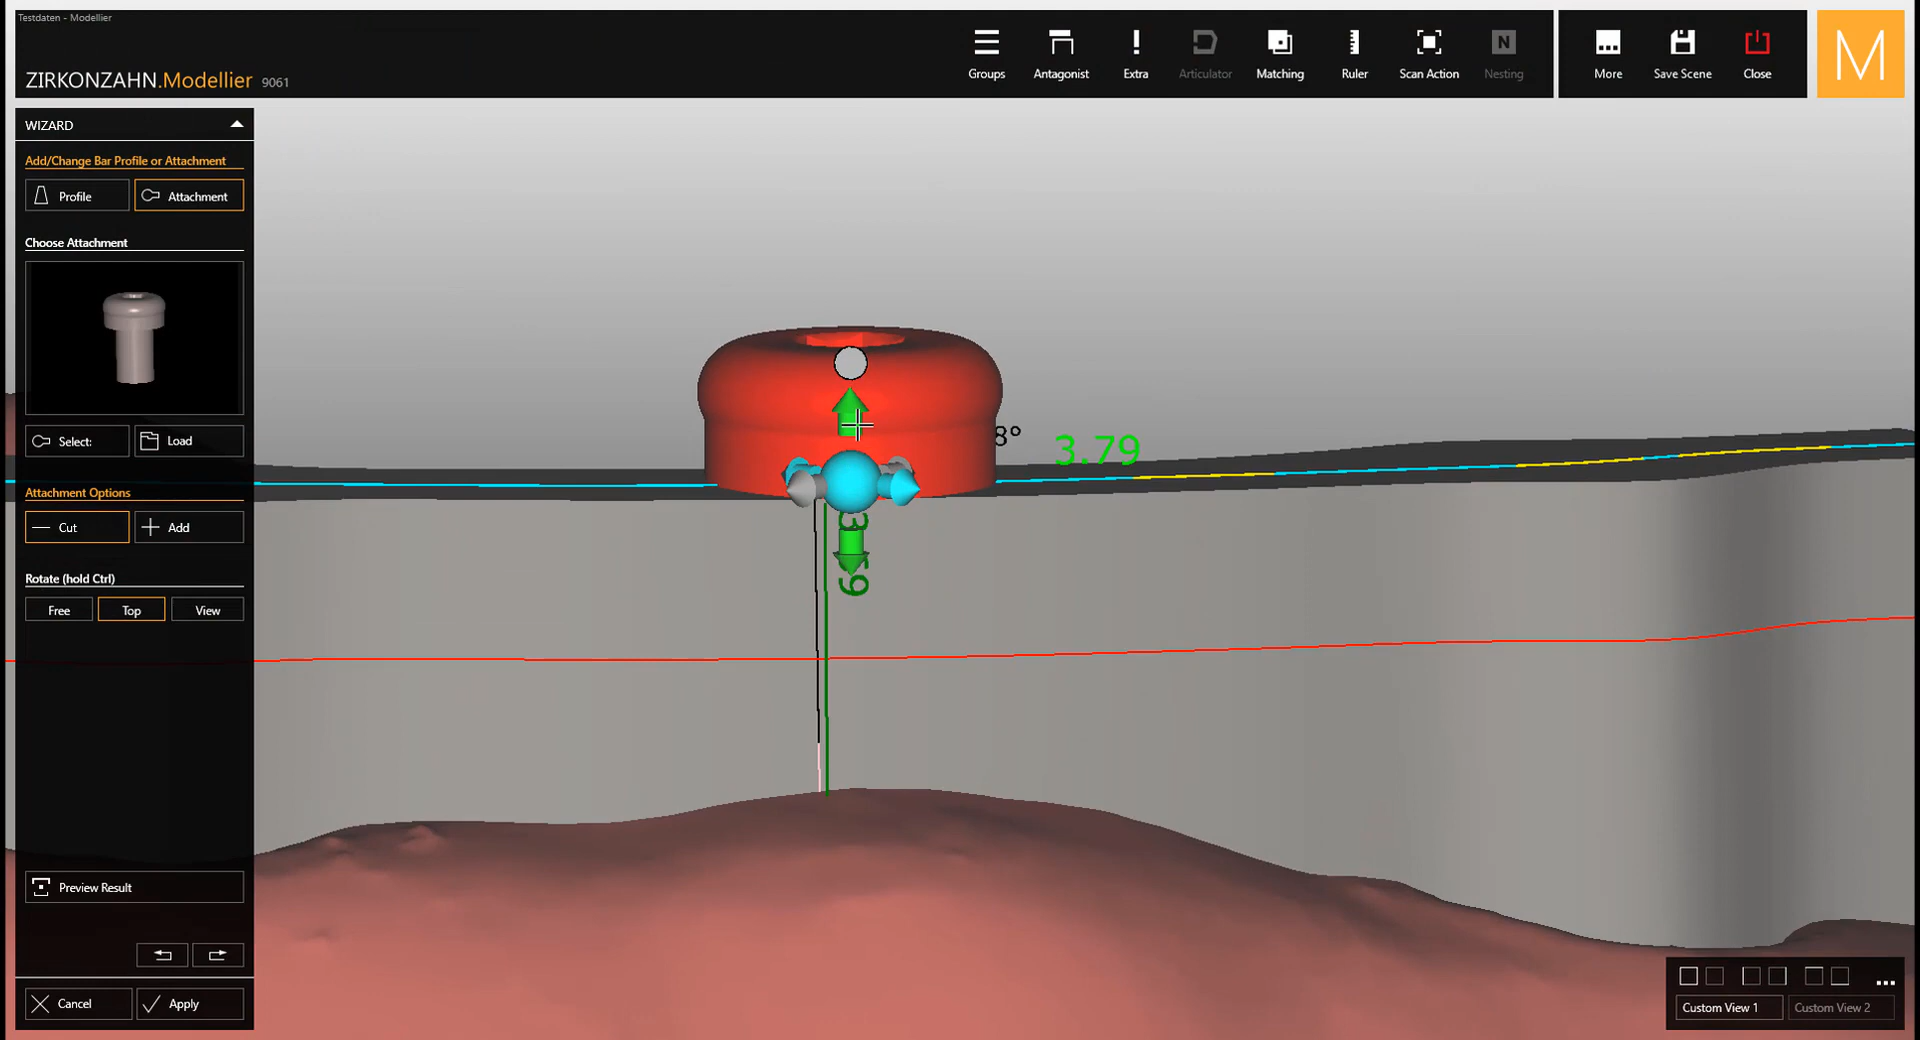 Testdaten - Modellier
ZIRKONZAHN.Modellier 9061
Groups
Antagonist
Extra
Articulator
Matching
Ruler
Scan Action
N
Nesting
More
Save Scene
Close
M
WIZARD
Add/Change Bar Profile or Attachment
Profile
Attachment
Choose Attachment
Select:
Load
Attachment Options
Cut
Add
Rotate (hold Ctrl)
Free
Top
View
Preview Result
Cancel
Apply
8°
3.79
Custom View 1
Custom View 2